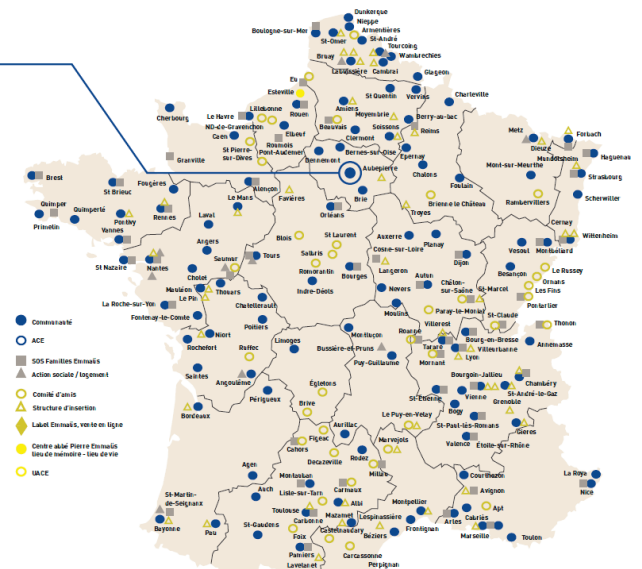 Dunkerque
Nieppe
Armentières
Boulogne-sur-Mer
St-Omer
St-André
Tourcoing
Bruay
Wambrechies
Cambrai
Glageon
Eu
Esteville
St Quentin
Vervins
Charleville
Cherbourg
Le Havre
Lillebonne
Rouen
Amiens
Moyembrie
Berry-au-bac
ND-de-Gravenchon
Caen
Elbeuf
Beauvais
Soissons
Reims
Metz
Forbach
Roumois
Clermont
Dieuze
Mundolsheim
Haguenau
St Pierre-
sur-Dives
Pont-Audemer
Bernes-sur-Oise
Epernay
Granville
Bernemont
Chalons
Mont-sur-Meurthe
Strasbourg
Aubepierre
Brest
Foulain
Scherwiller
St Brieuc
Fougères
Alençon
Brie
Rambervillers
Quimper
Quimperlé
Le Mans
Favières
Brienne le Château
Primelin
Pontivy
Rennes
Orléans
Troyes
Cernay
Vannes
Laval
Blois
St Laurent
Auxerre
Planay
Wittenheim
Angers
Cosne-sur-Loire
Vesoul
Montbéliard
St Nazaire
Nantes
Saumur
Tours
Salbris
Langeron
Dijon
Cholet
Romorantin
Bourges
Autun
Besançon
Le Russey
Mauléon
Thouars
Indre-Déols
Nevers
Châlon-
sur-Saône
St-Marcel
Ornans
Les Fins
La Roche-sur-Yon
Le Pin
Chatellerault
Moulins
Paray-le-Monial
Pontarlier
Fontenay-le-Comte
Poitiers
Villerest
St-Claude
Thonon
Communauté
Niort
Montluçon
Roanne
Bourg-en-Bresse
ACE
Rochefort
Ruffec
Limoges
Bussière-et-Pruns
Tarare
Villeurbanne
Annemasse
SOS Familles Emmaüs
Puy-Guillaume
Mornant
Lyon
Action sociale / logement
Saintes
Angoulême
Bourgoin-Jallieu
Chambéry
Comité d'amis
Périgueux
Égletons
St-Étienne
Vienne
St-André-le-Gaz
Structure d'insertion
Bordeaux
Brive
Le Puy-en-Velay
Bogy
Grenoble
Label Emmaüs, vente en ligne
Aurillac
St-Paul-lès-Romans
Gières
Centre abbé Pierre Emmaüs
lieu de mémoire - lieu de vie
Figeac
Marvejols
Valence
Étoile-sur-Rhône
UACE
Cahors
Decazeville
Rodez
Agen
Montauban
Millau
Courthezon
La Roya
Auch
Lisle-sur-Tarn
Carmaux
Avignon
Nice
St-Martin-
de-Seignanx
Toulouse
Albi
Montpellier
Apt
Bayonne
Pau
St-Gaudens
Carbonne
Mazamet
Lespinassière
Arles
Cabriès
Foix
Castelnaudary
Béziers
Frontignan
Marseille
Toulon
Pamiers
Carcassonne
Lavelanet
Perpignan